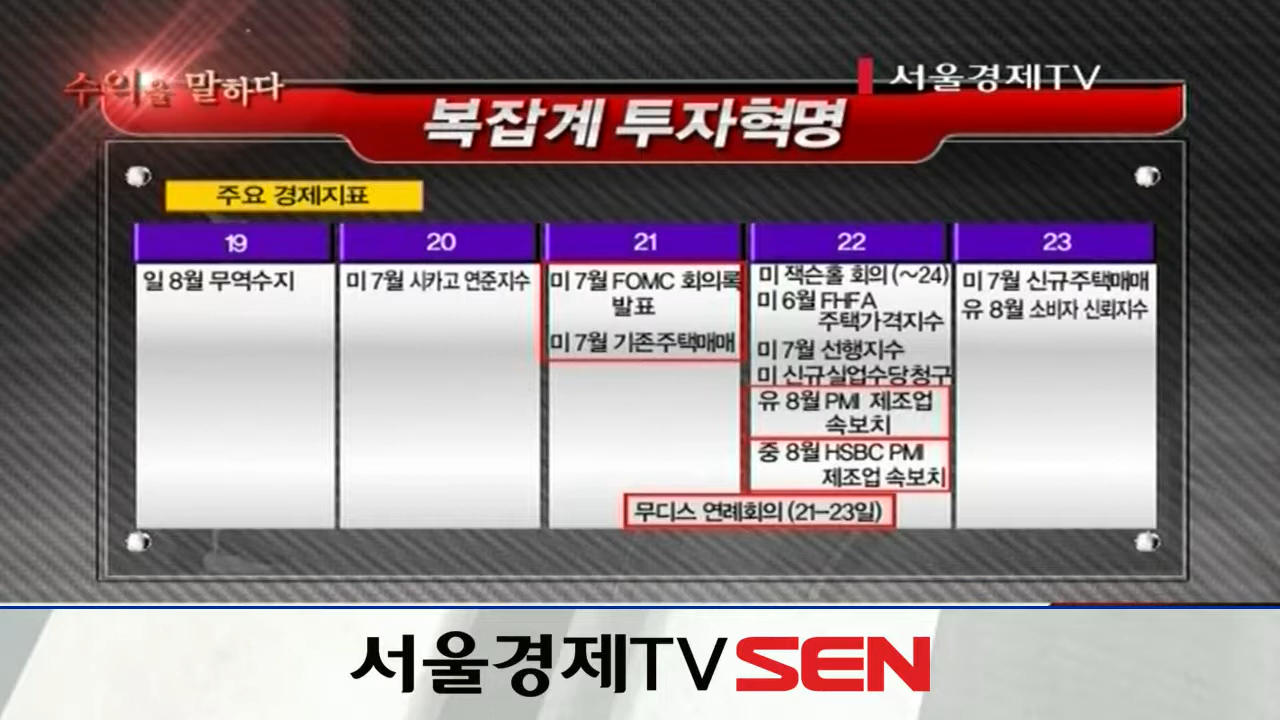 수익을 말하다
서울경제TV
복잡계 투자혁명
주요 경제지표
19
20
21
22
23
일 8월 무역수지
미 7월 시카고 연준지수
미 7월 FOMC 회의록
발표
미 7월 기존주택매매
미 잭슨홀 회의(~24)
미 6월 FHFA
주택가격지수
미 7월 선행지수
미 신규실업수당청구
유 8월 PMI 제조업
속보치
중 8월 HSBC PMI
제조업 속보치
미 7월 신규주택매매
유 8월 소비자 신뢰지수
무디스 연례회의 (21-23일)
서울경제TV SEN